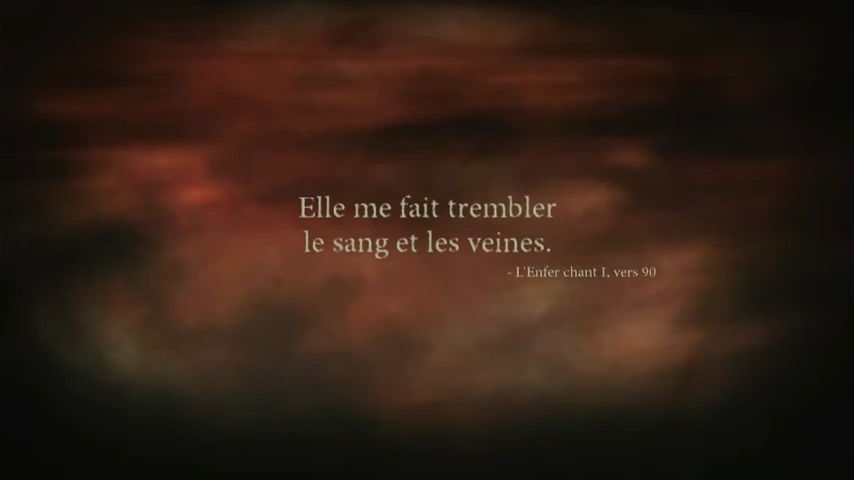 Elle me fait trembler
le sang et les veines.
- L'Enfer chant I, vers 90